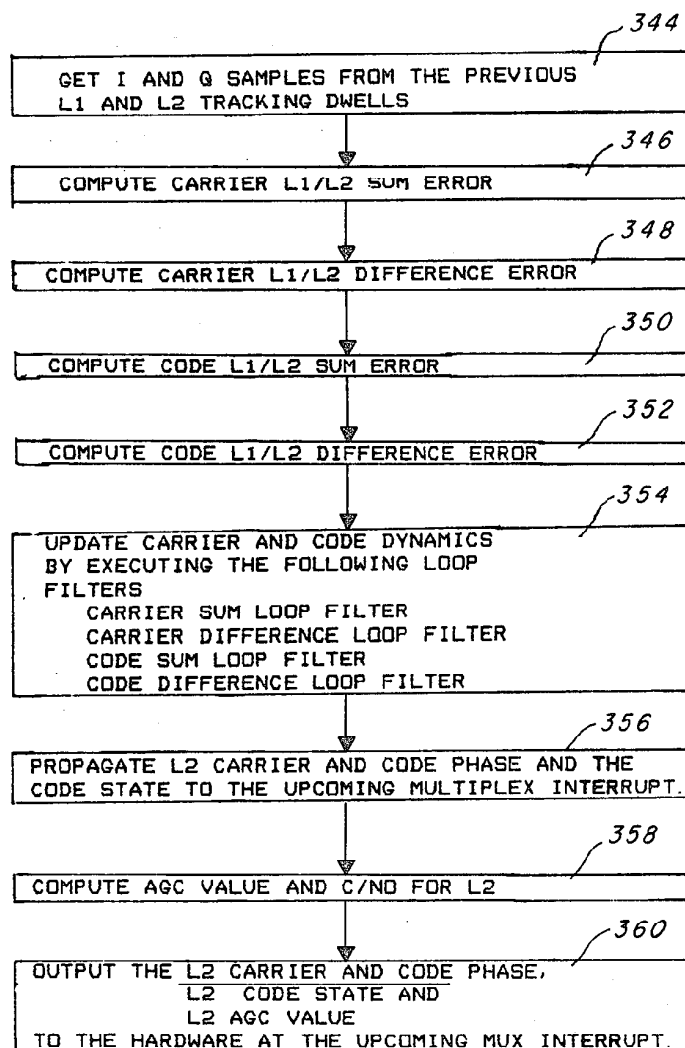 344
GET I AND Q SAMPLES FROM THE PREVIOUS
L1 AND L2 TRACKING DWELLS
346
COMPUTE CARRIER L1/L2 SUM ERROR
348
COMPUTE CARRIER L1/L2 DIFFERENCE ERROR
350
COMPUTE CODE L1/L2 SUM ERROR
352
COMPUTE CODE L1/L2 DIFFERENCE ERROR
354
UPDATE CARRIER AND CODE DYNAMICS
BY EXECUTING THE FOLLOWING LOOP
FILTERS
CARRIER SUM LOOP FILTER
CARRIER DIFFERENCE LOOP FILTER
CODE SUM LOOP FILTER
CODE DIFFERENCE LOOP FILTER
356
PROPAGATE L2 CARRIER AND CODE PHASE AND THE
CODE STATE TO THE UPCOMING MULTIPLEX INTERRUPT.
358
COMPUTE AGC VALUE AND C/NO FOR L2
360
OUTPUT THE L2 CARRIER AND CODE PHASE,
L2 CODE STATE AND
L2 AGC VALUE
TO THE HARDWARE AT THE UPCOMING MUX INTERRUPT.